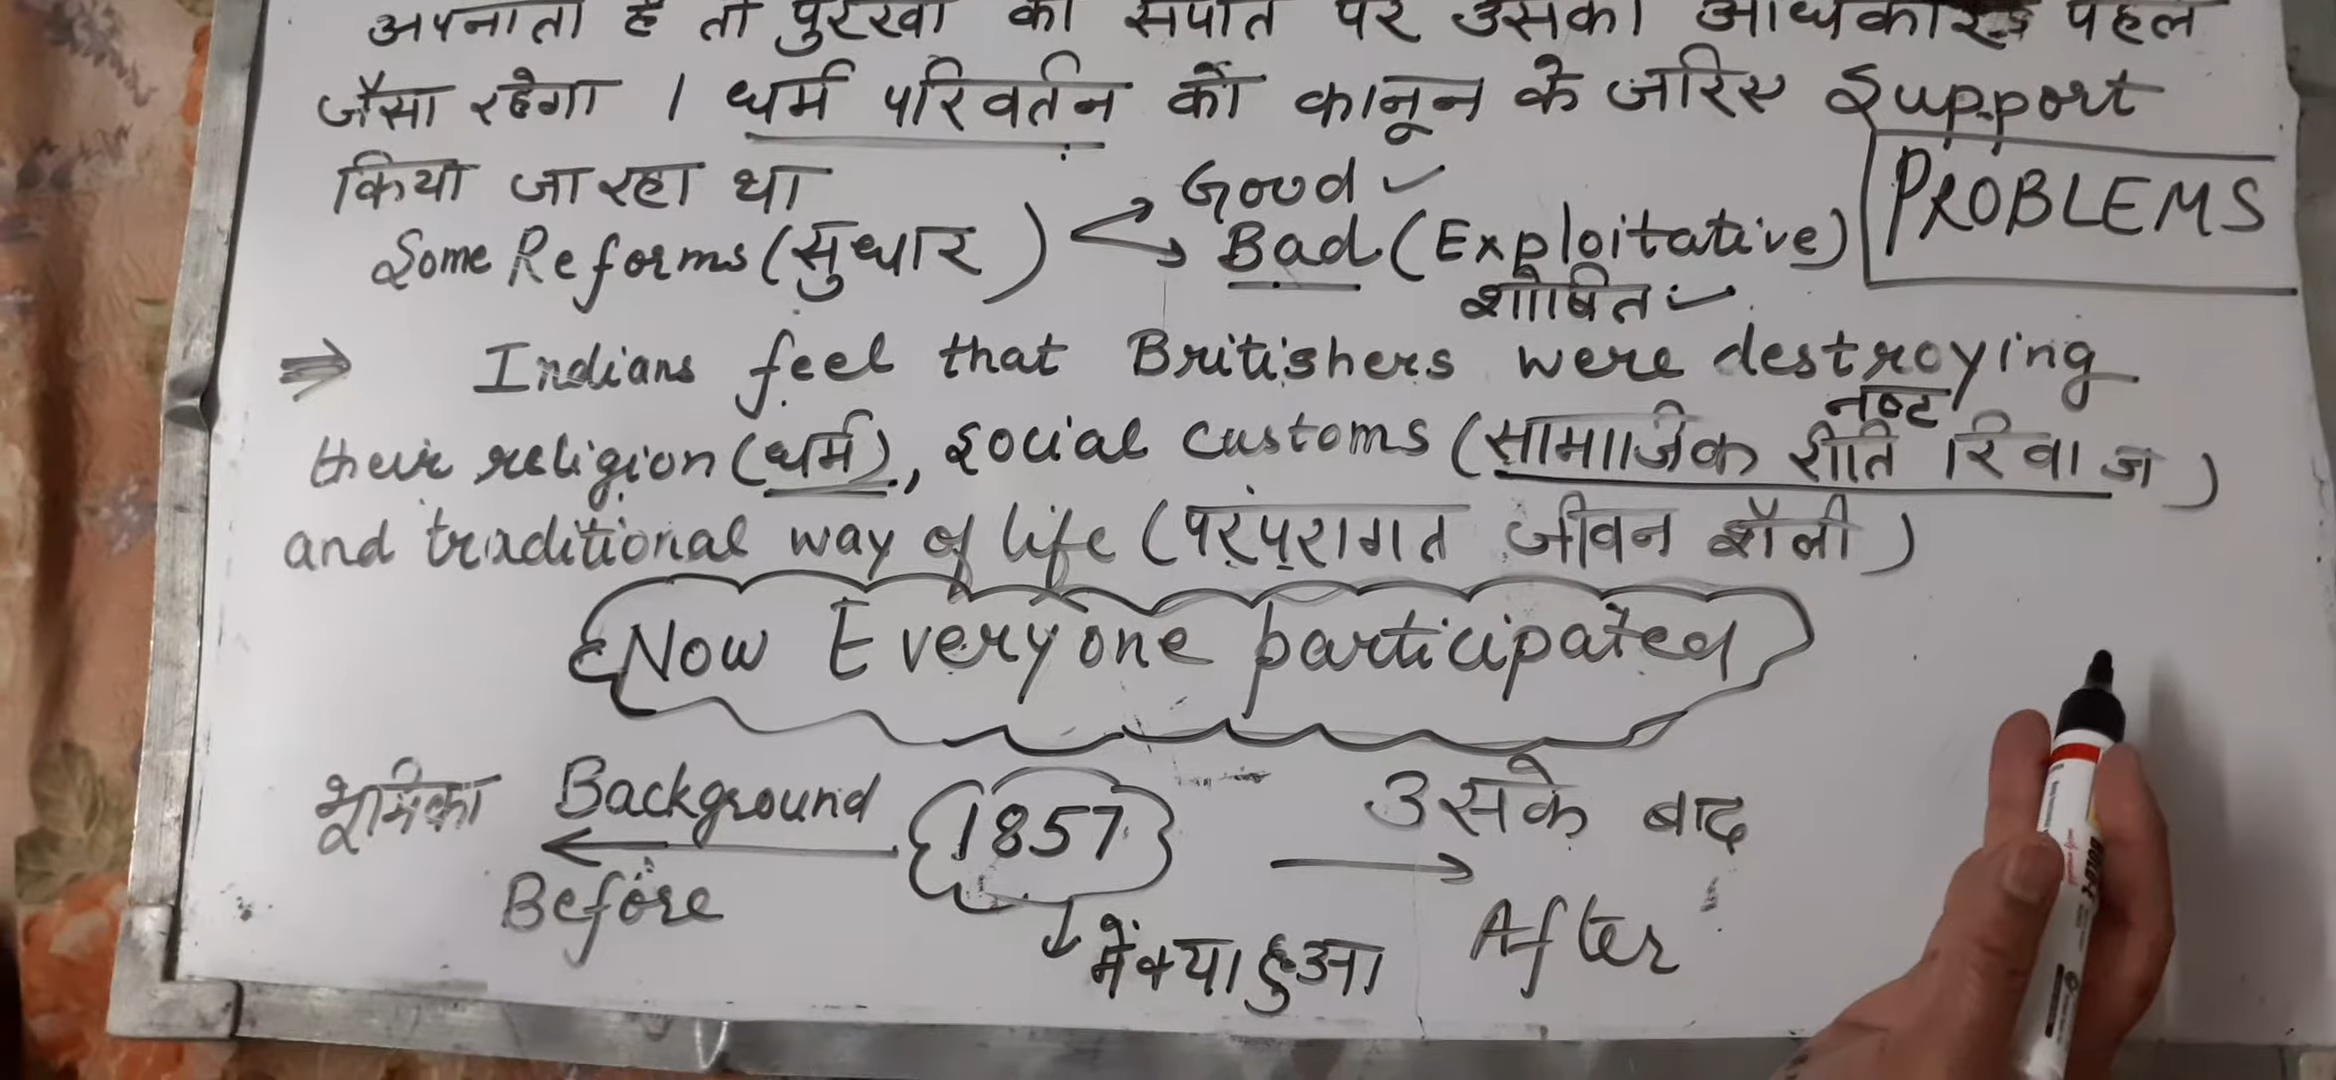 अपनाता है तो पुरखों की संपत्ति पर उसका अधिकार पहले
जैसा रहेगा । धर्म परिवर्तन को कानून के जरिए Support
किया जा रहा था
Good
PROBLEMS
Some Reforms (सुधार)
Bad (Exploitative)
शोषित
⇒ Indians feel that Britishers were destroying
नष्ट
their religion (धर्म), social customs (सामाजिक रीति रिवाज)
and traditional way of life (परंपरागत जीवन शैली)
Now Everyone participated
भूमिका Background 1857 उसके बाद
Before
में क्या हुआ
After